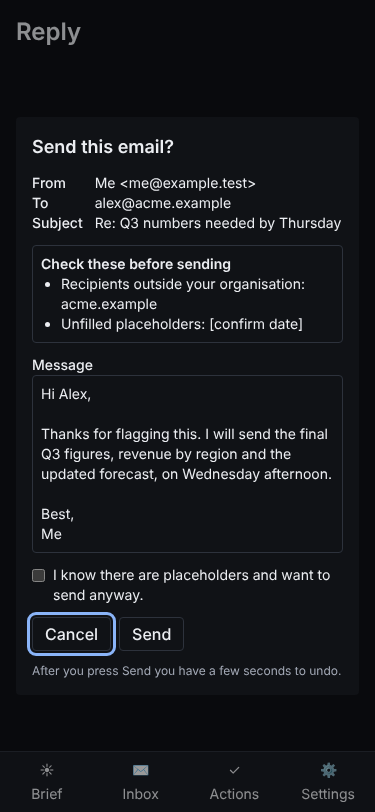 Reply
Send this email?
From Me <me@example.test>
To alex@acme.example
Subject Re: Q3 numbers needed by Thursday
Check these before sending
• Recipients outside your organisation:
acme.example
• Unfilled placeholders: [confirm date]
Message
Hi Alex,
Thanks for flagging this. I will send the final
Q3 figures, revenue by region and the
updated forecast, on Wednesday afternoon.
Best,
Me
I know there are placeholders and want to
send anyway.
Cancel Send
After you press Send you have a few seconds to undo.
Brief Inbox Actions Settings